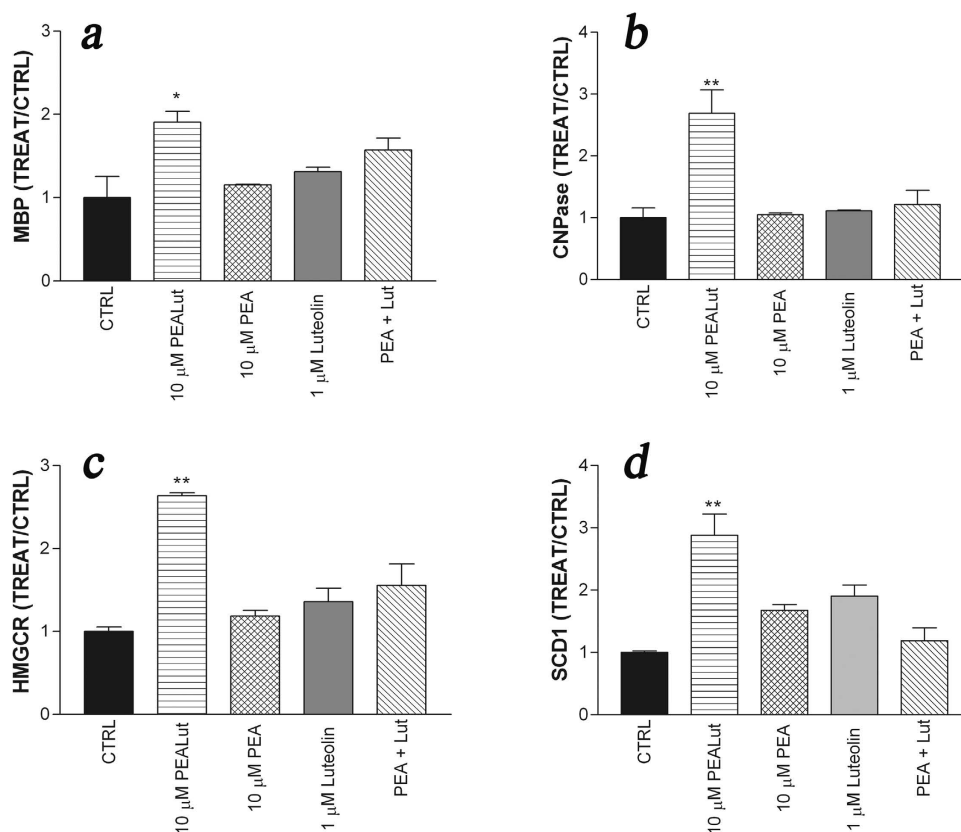 a
MBP (TREAT/CTRL)
3
2
1
0
*
CTRL
10 μM PEALut
10 μM PEA
1 μM Luteolin
PEA + Lut
b
CNPase (TREAT/CTRL)
4
3
2
1
0
**
CTRL
10 μM PEALut
10 μM PEA
1 μM Luteolin
PEA + Lut
c
HMGCR (TREAT/CTRL)
3
2
1
0
**
CTRL
10 μM PEALut
10 μM PEA
1 μM Luteolin
PEA + Lut
d
SCD1 (TREAT/CTRL)
4
3
2
1
0
**
CTRL
10 μM PEALut
10 μM PEA
1 μM Luteolin
PEA + Lut